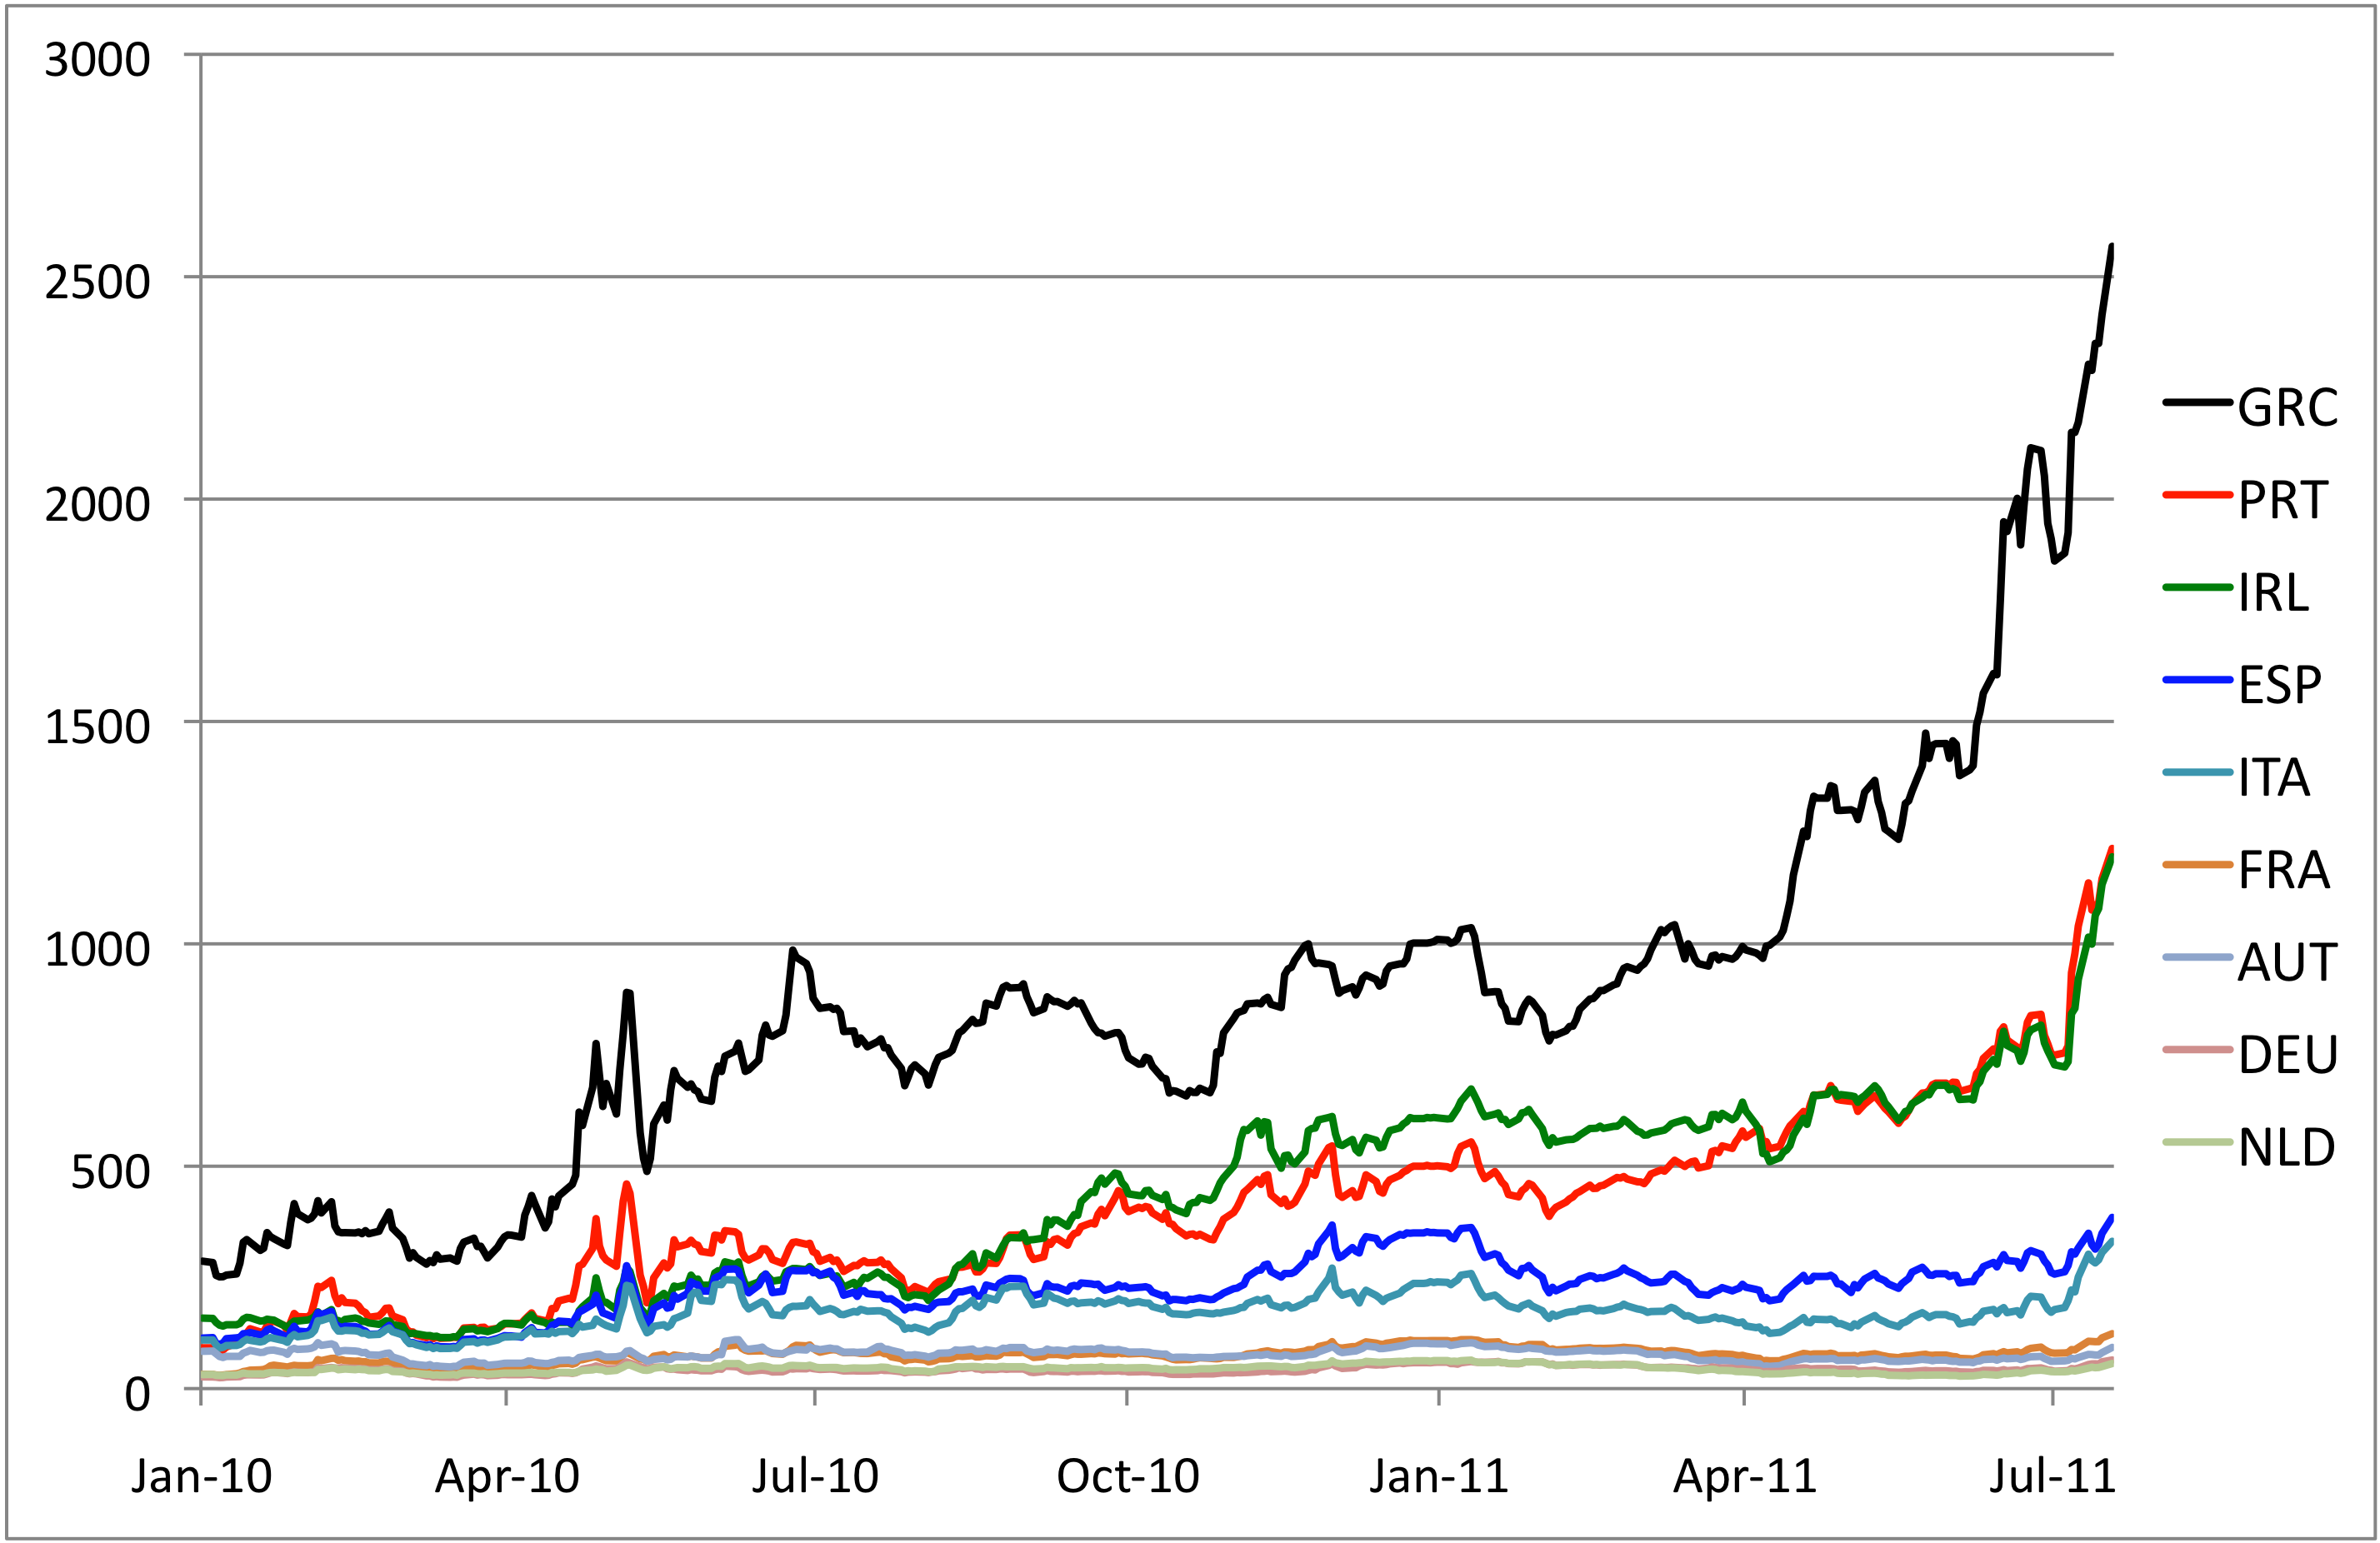 3000
2500
2000
1500
1000
500
0
Jan-10 Apr-10 Jul-10 Oct-10 Jan-11 Apr-11 Jul-11
GRC
PRT
IRL
ESP
ITA
FRA
AUT
DEU
NLD